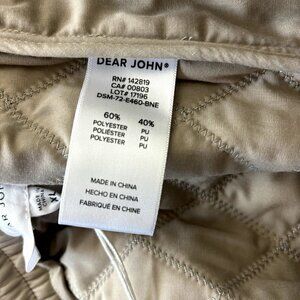 DEAR JOHN®
RN# 142819
CA# 00803
LOT# 17196
DSM-72-E460-BNE
60% 40%
POLYESTER PU
POLIÉSTER PU
POLYESTER PU
MADE IN CHINA
HECHO EN CHINA
FABRIQUÉ EN CHINE
1X